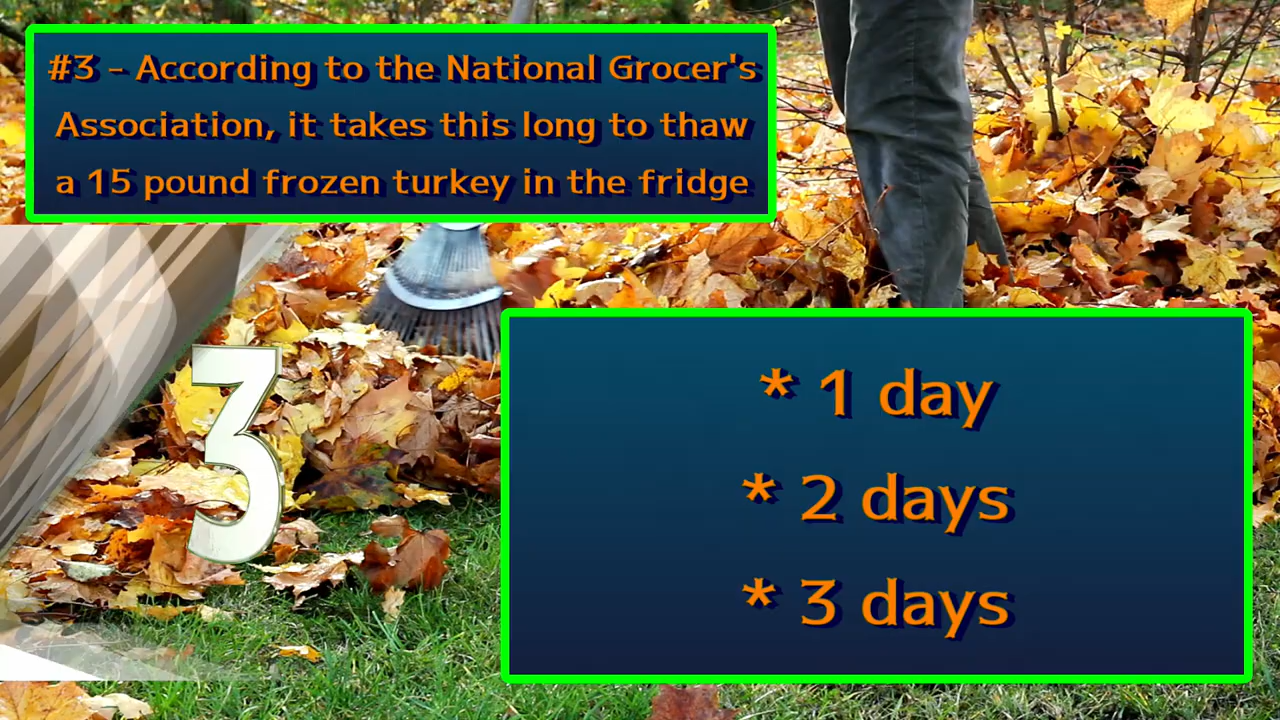 #3 - According to the National Grocer's
Association, it takes this long to thaw
a 15 pound frozen turkey in the fridge
3
* 1 day
* 2 days
* 3 days